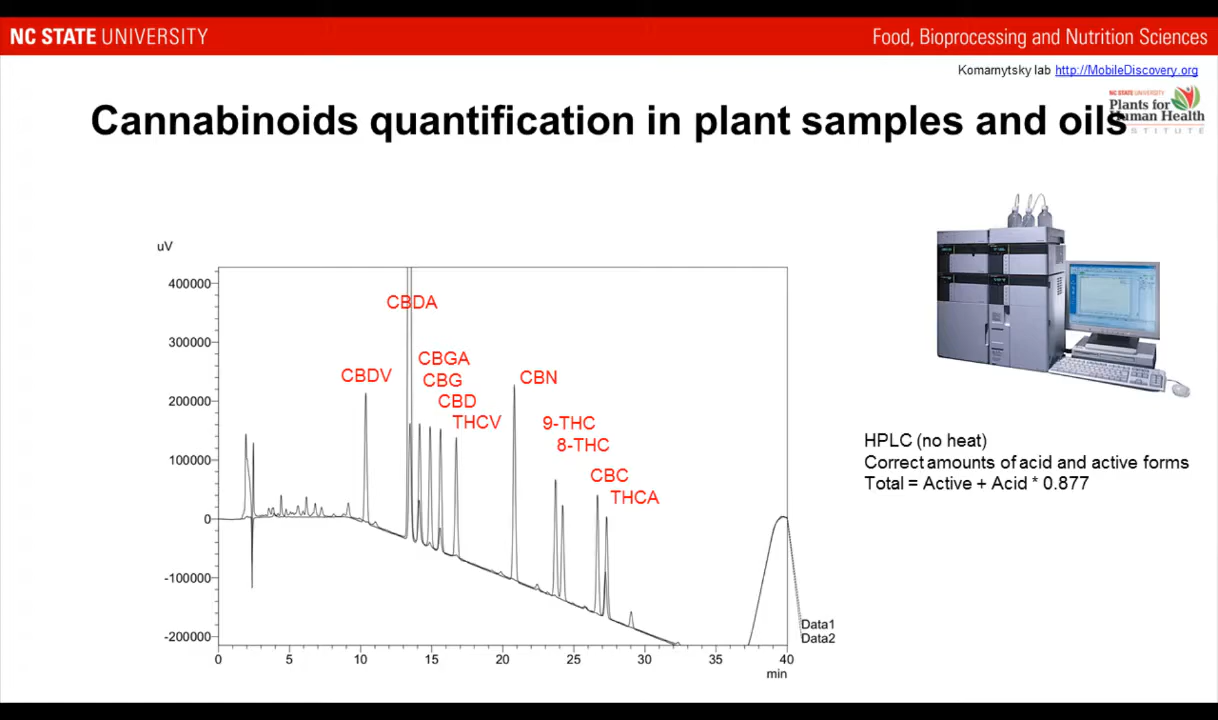 NC STATE UNIVERSITY
Food, Bioprocessing and Nutrition Sciences
Komarnytsky lab http://MobileDiscovery.org
NC STATE UNIVERSITY
Plants for
Human Health
INSTITUTE
Cannabinoids quantification in plant samples and oils
uV
400000
300000
200000
100000
0
-100000
-200000
CBDA
CBDV
CBGA
CBG
CBD
THCV
CBN
9-THC
8-THC
CBC
THCA
Data1
Data2
0 5 10 15 20 25 30 35 40
min
HPLC (no heat)
Correct amounts of acid and active forms
Total = Active + Acid * 0.877